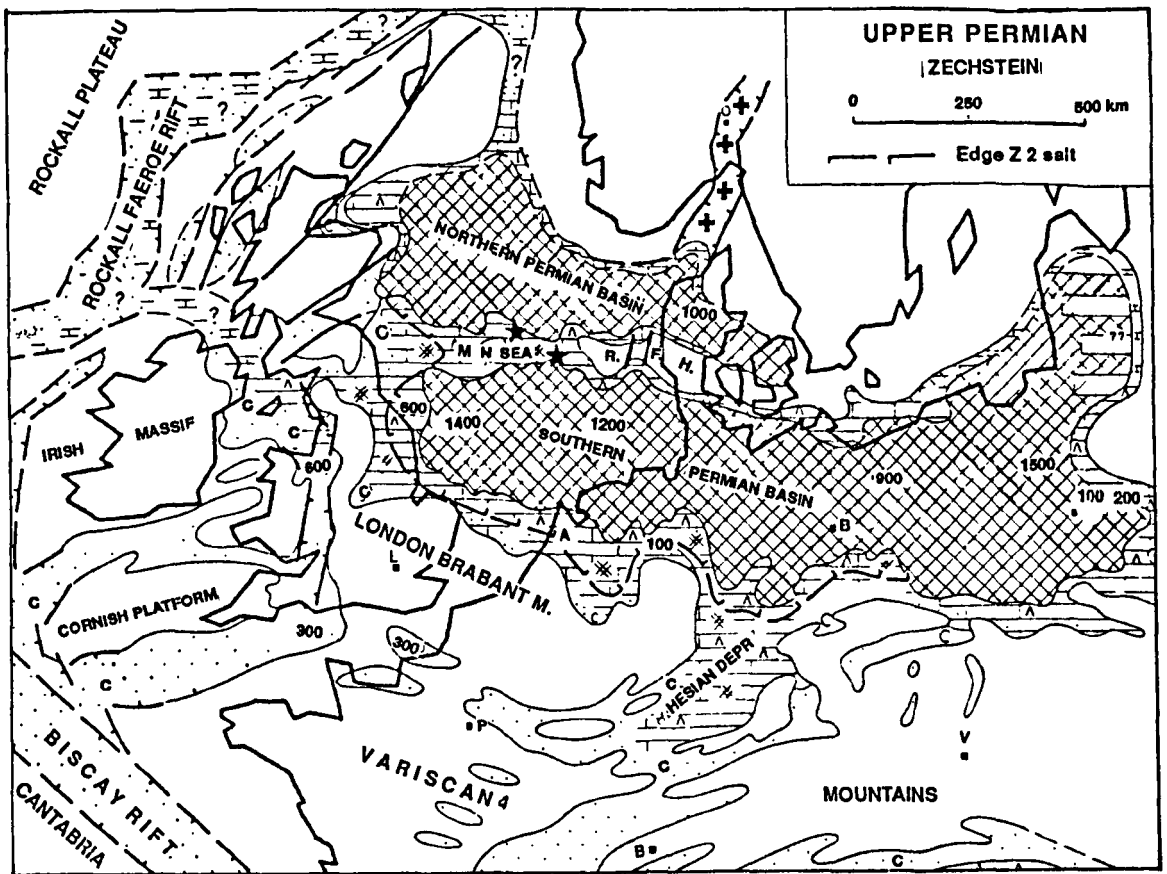 UPPER PERMIAN
|ZECHSTEIN|
0 250 500 km
Edge Z 2 salt
ROCKALL PLATEAU
ROCKALL FAEROE RIFT
?
?
?
?
?
O
NORTHERN PERMIAN BASIN
1000
C
M N SEA
R. F. H.
??
IRISH MASSIF
C
C
600
600
1400
1200
SOUTHERN
PERMIAN BASIN
900
1500
100 200
C
B
A
100
LONDON BRABANT M.
L
C
CORNISH PLATFORM
300
300
C
C
C
C
C
HESIAN DEPR
H
P
V
VARISCAN
MOUNTAINS
C
BISCAY RIFT
CANTABRIA
B
C